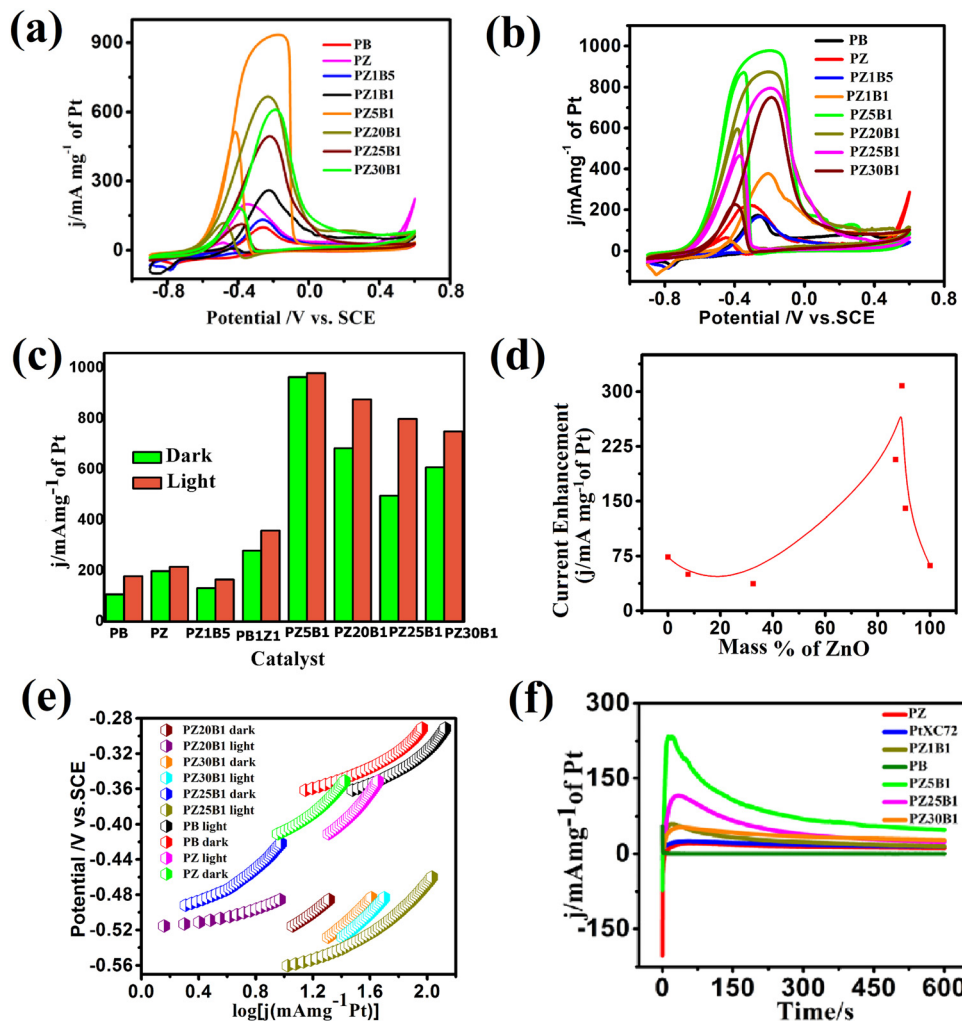 (a)
j/mA mg⁻¹ of Pt
900
600
300
0
-0.8
-0.4
0.0
0.4
0.8
Potential /V vs. SCE
PB
PZ
PZ1B5
PZ1B1
PZ5B1
PZ20B1
PZ25B1
PZ30B1
(b)
j/mAmg⁻¹ of Pt
1000
800
600
400
200
0
-0.8
-0.4
0.0
0.4
0.8
Potential /V vs.SCE
PB
PZ
PZ1B5
PZ1B1
PZ5B1
PZ20B1
PZ25B1
PZ30B1
(c)
j/mAmg⁻¹of Pt
1000
800
600
400
200
0
Dark
Light
PB
PZ
PZ1B5
PB1Z1
PZ5B1
PZ20B1
PZ25B1
PZ30B1
Catalyst
(d)
Current Enhancement
(j/mA mg⁻¹of Pt)
300
225
150
75
0
0
20
40
60
80
100
Mass % of ZnO
(e)
Potential /V vs.SCE
-0.28
-0.32
-0.36
-0.40
-0.44
-0.48
-0.52
-0.56
PZ20B1 dark
PZ20B1 light
PZ30B1 dark
PZ30B1 light
PZ25B1 dark
PZ25B1 light
PB light
PB dark
PZ light
PZ dark
0.0
0.4
0.8
1.2
1.6
2.0
log[j(mAmg⁻¹Pt)]
(f)
j/mAmg⁻¹of Pt
300
150
0
-150
PZ
PtXC72
PZ1B1
PB
PZ5B1
PZ25B1
PZ30B1
0
150
300
450
600
Time/s